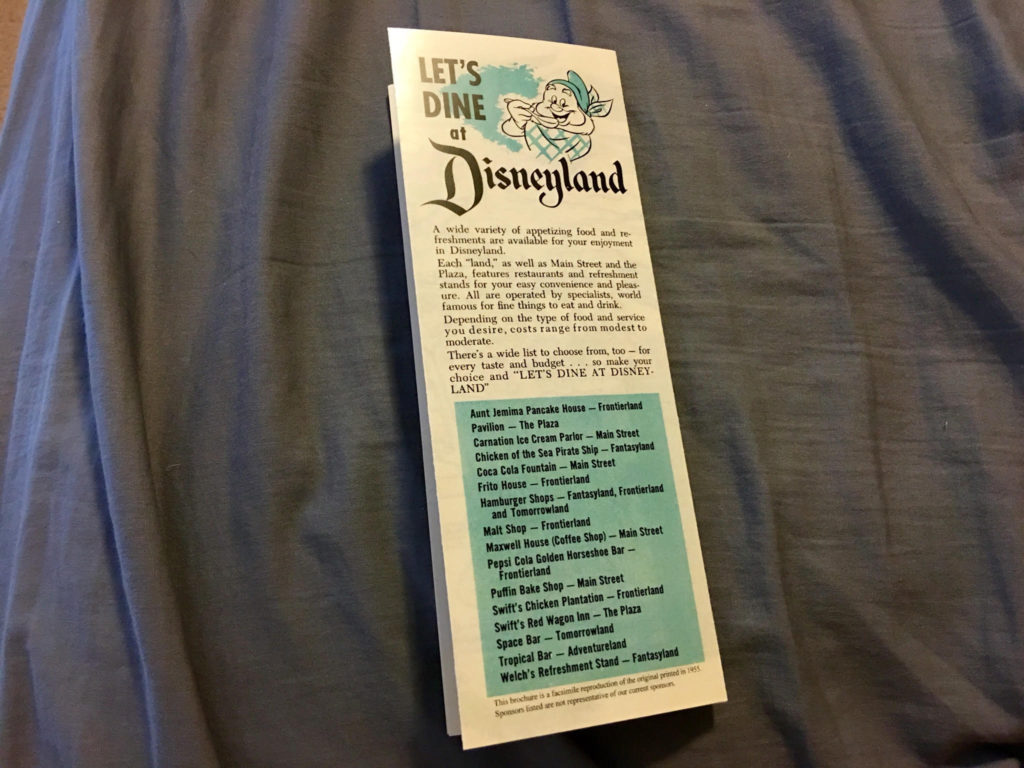 LET'S
DINE
at
Disneyland
A wide variety of appetizing food and re-
freshments are available for your enjoyment
in Disneyland.
Each "land," as well as Main Street and the
Plaza, features restaurants and refreshment
stands for your easy convenience and pleas-
ure. All are operated by specialists, world
famous for fine things to eat and drink.
Depending on the type of food and service
you desire, costs range from modest to
moderate.
There's a wide list to choose from, too – for
every taste and budget . . . so make your
choice and "LET'S DINE AT DISNEY-
LAND"
Aunt Jemima Pancake House – Frontierland
Pavilion – The Plaza
Carnation Ice Cream Parlor – Main Street
Chicken of the Sea Pirate Ship – Fantasyland
Coca Cola Fountain – Main Street
Frito House – Frontierland
Hamburger Shops – Fantasyland, Frontierland
and Tomorrowland
Malt Shop – Frontierland
Maxwell House (Coffee Shop) – Main Street
Pepsi Cola Golden Horseshoe Bar –
Frontierland
Puffin Bake Shop – Main Street
Swift's Chicken Plantation – Frontierland
Swift's Red Wagon Inn – The Plaza
Space Bar – Tomorrowland
Tropical Bar – Adventureland
Welch's Refreshment Stand – Fantasyland
This brochure is a facsimile reproduction of the original printed in 1955.
Sponsors listed are not representative of our current sponsors.